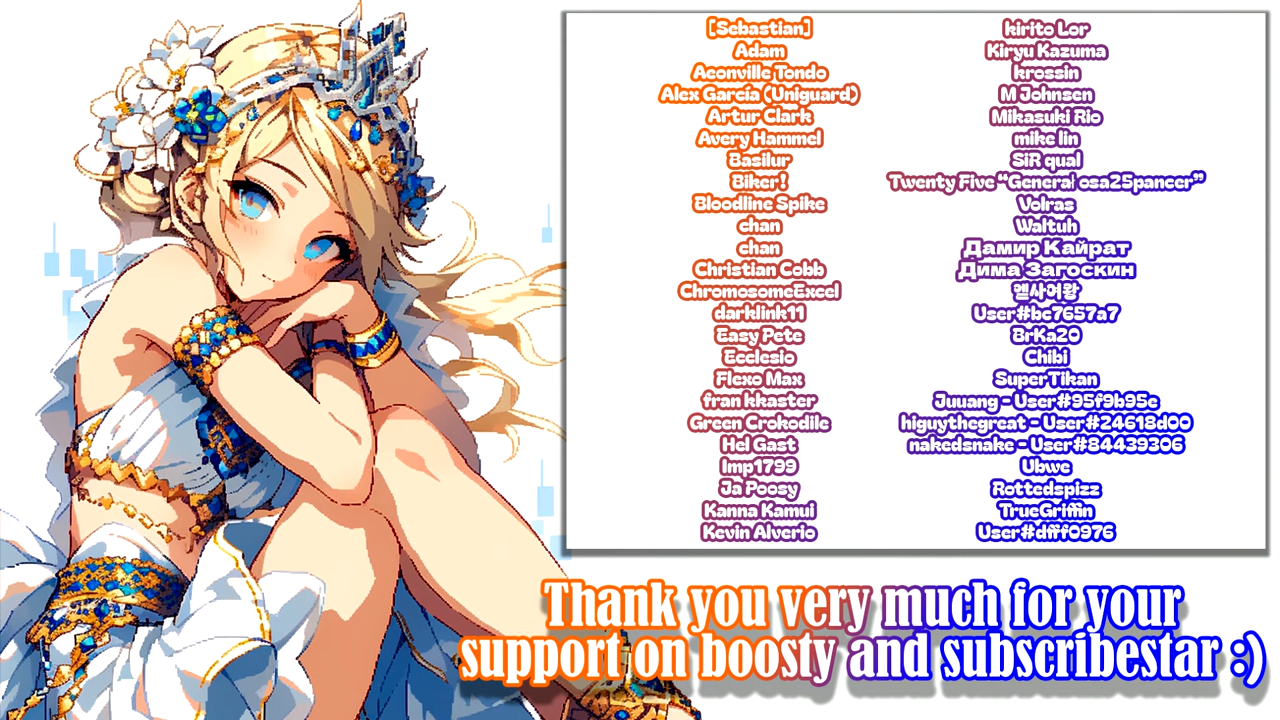 [Sebastian]
Adam
Aeonville Tondo
Alex García (Uniguard)
Artur Clark
Avery Hammel
Basilur
Biker!
Bloodline Spike
chan
chan
Christian Cobb
ChromosomeExcel
darklink11
Easy Pete
Ecclesio
Flexo Max
fran kkaster
Green Crokodile
Hel Gast
Imp1799
Ja Poosy
Kanna Kamui
Kevin Alverio
kirito Lor
Kiryu Kazuma
krossin
M Johnsen
Mikasuki Rio
mike lin
SiR qual
Twenty Five “General osa25pancer”
Volras
Waltuh
Дамир Кайрат
Дима Загоскин
엘사여왕
User#bc7657a7
BrKa20
Chibi
SuperTikan
Juuang - User#95f9b95e
higuythegreat - User#24618d00
nakedsnake - User#84439306
Ubwe
Rottedspizz
TrueGriffin
User#dfff0976
Thank you very much for your
support on boosty and subscribestar :)